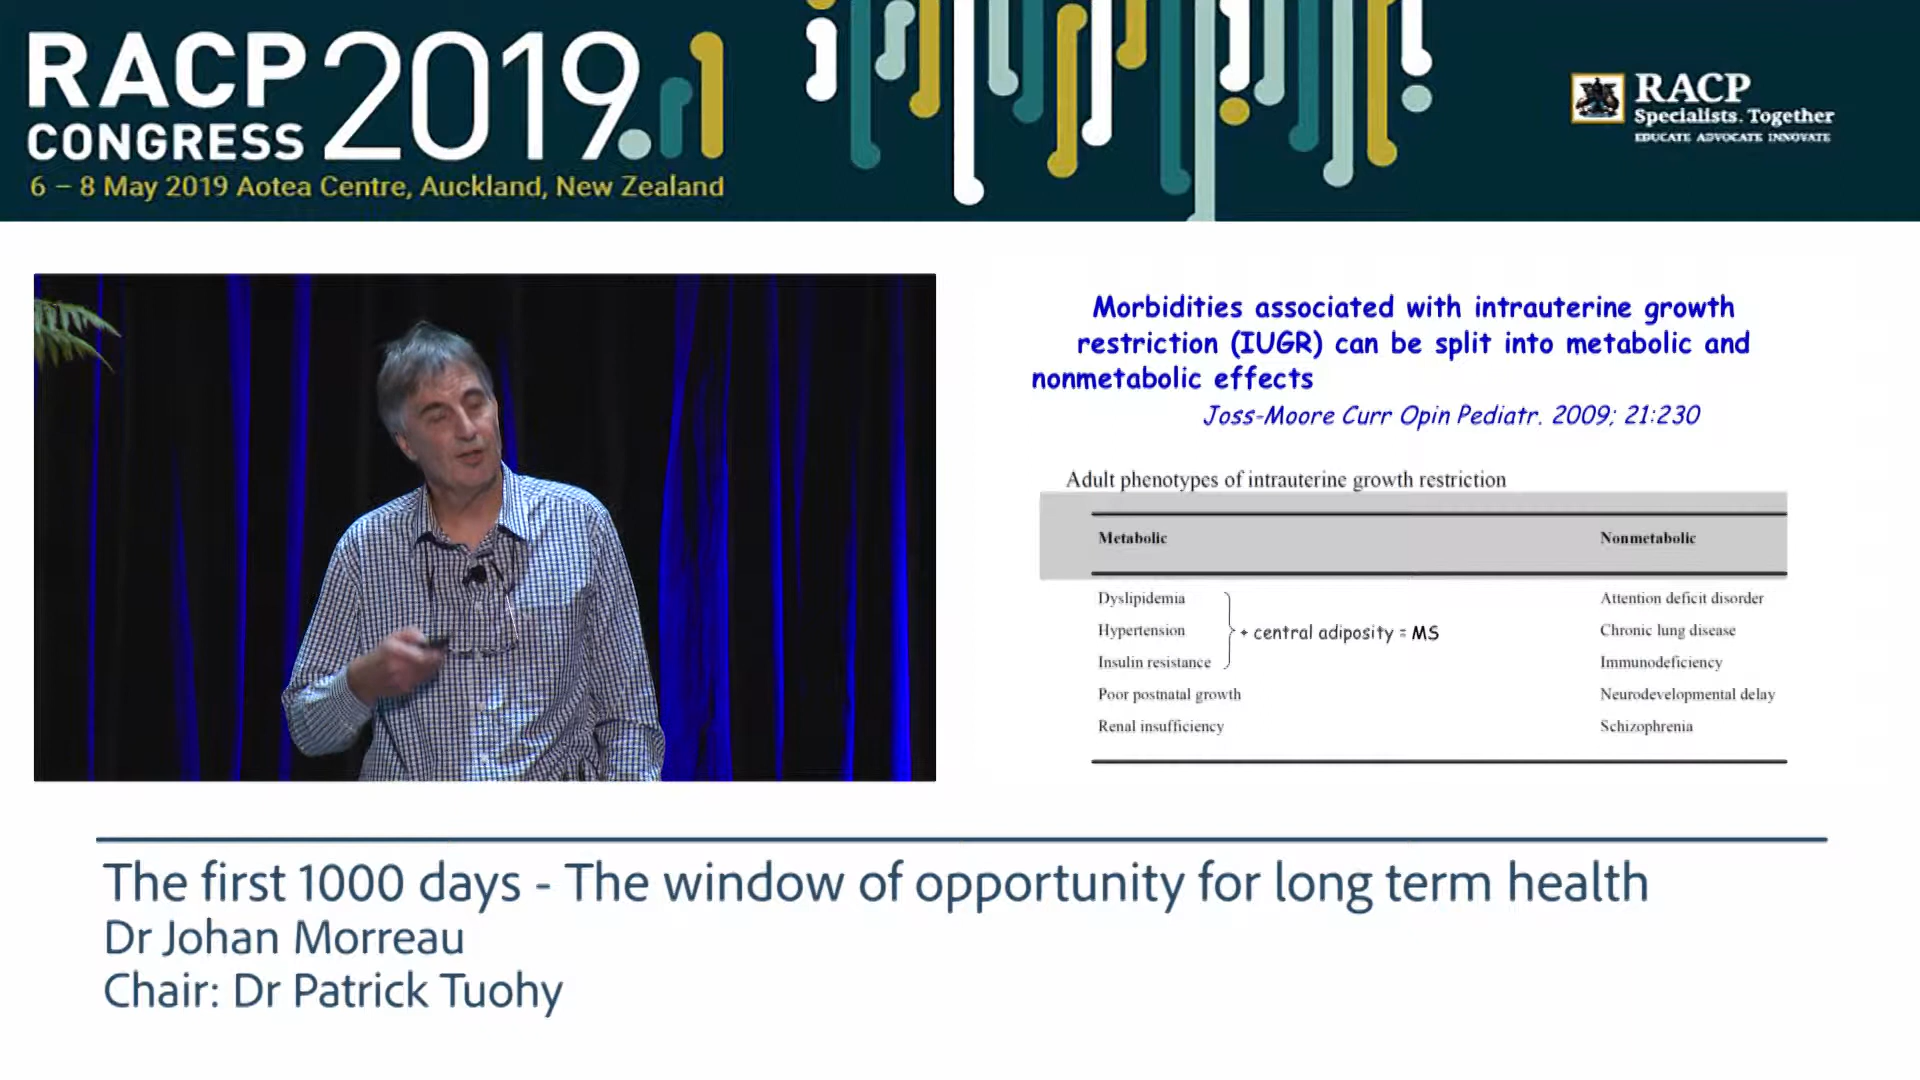 RACP
CONGRESS
2019
6 – 8 May 2019 Aotea Centre, Auckland, New Zealand
RACP
Specialists. Together
EDUCATE ADVOCATE INNOVATE
Morbidities associated with intrauterine growth
restriction (IUGR) can be split into metabolic and
nonmetabolic effects
Joss-Moore Curr Opin Pediatr. 2009; 21:230
Adult phenotypes of intrauterine growth restriction
Metabolic Nonmetabolic
Dyslipidemia Attention deficit disorder
Hypertension + central adiposity = MS Chronic lung disease
Insulin resistance Immunodeficiency
Poor postnatal growth Neurodevelopmental delay
Renal insufficiency Schizophrenia
The first 1000 days - The window of opportunity for long term health
Dr Johan Morreau
Chair: Dr Patrick Tuohy